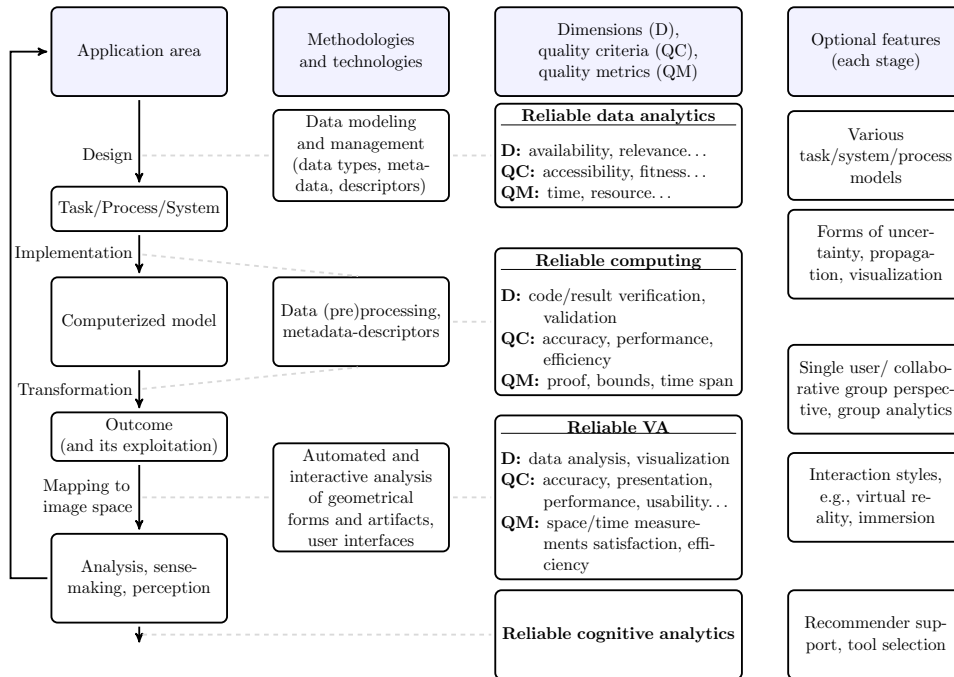 Application area
Methodologies
and technologies
Dimensions (D),
quality criteria (QC),
quality metrics (QM)
Optional features
(each stage)
Design
Data modeling
and management
(data types, meta-
data, descriptors)
Reliable data analytics
D: availability, relevance...
QC: accessibility, fitness...
QM: time, resource...
Various
task/system/process
models
Task/Process/System
Forms of uncer-
tainty, propaga-
tion, visualization
Implementation
Computerized model
Data (pre)processing,
metadata-descriptors
Reliable computing
D: code/result verification,
validation
QC: accuracy, performance,
efficiency
QM: proof, bounds, time span
Single user/ collabo-
rative group perspec-
tive, group analytics
Transformation
Outcome
(and its exploitation)
Mapping to
image space
Automated and
interactive analysis
of geometrical
forms and artifacts,
user interfaces
Reliable VA
D: data analysis, visualization
QC: accuracy, presentation,
performance, usability...
QM: space/time measure-
ments satisfaction, effi-
ciency
Interaction styles,
e.g., virtual re-
ality, immersion
Analysis, sense-
making, perception
Reliable cognitive analytics
Recommender sup-
port, tool selection